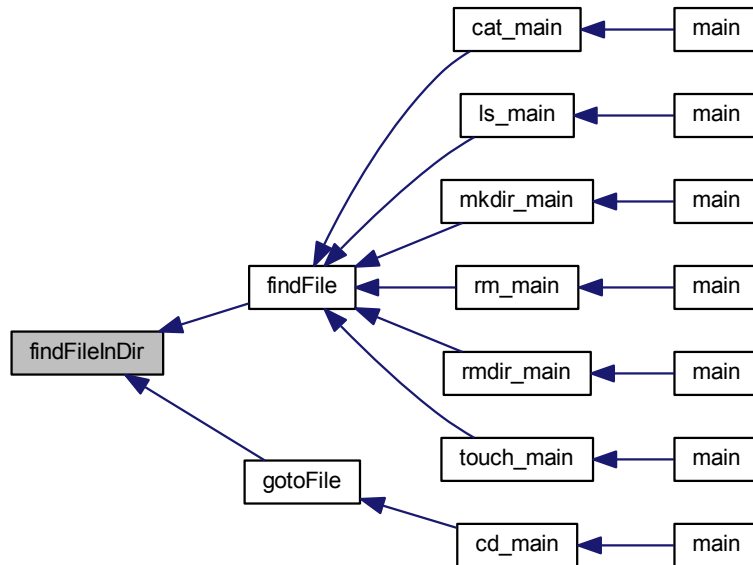 cat_main
main
ls_main
main
mkdir_main
main
findFile
rm_main
main
findFileInDir
rmdir_main
main
touch_main
main
gotoFile
cd_main
main